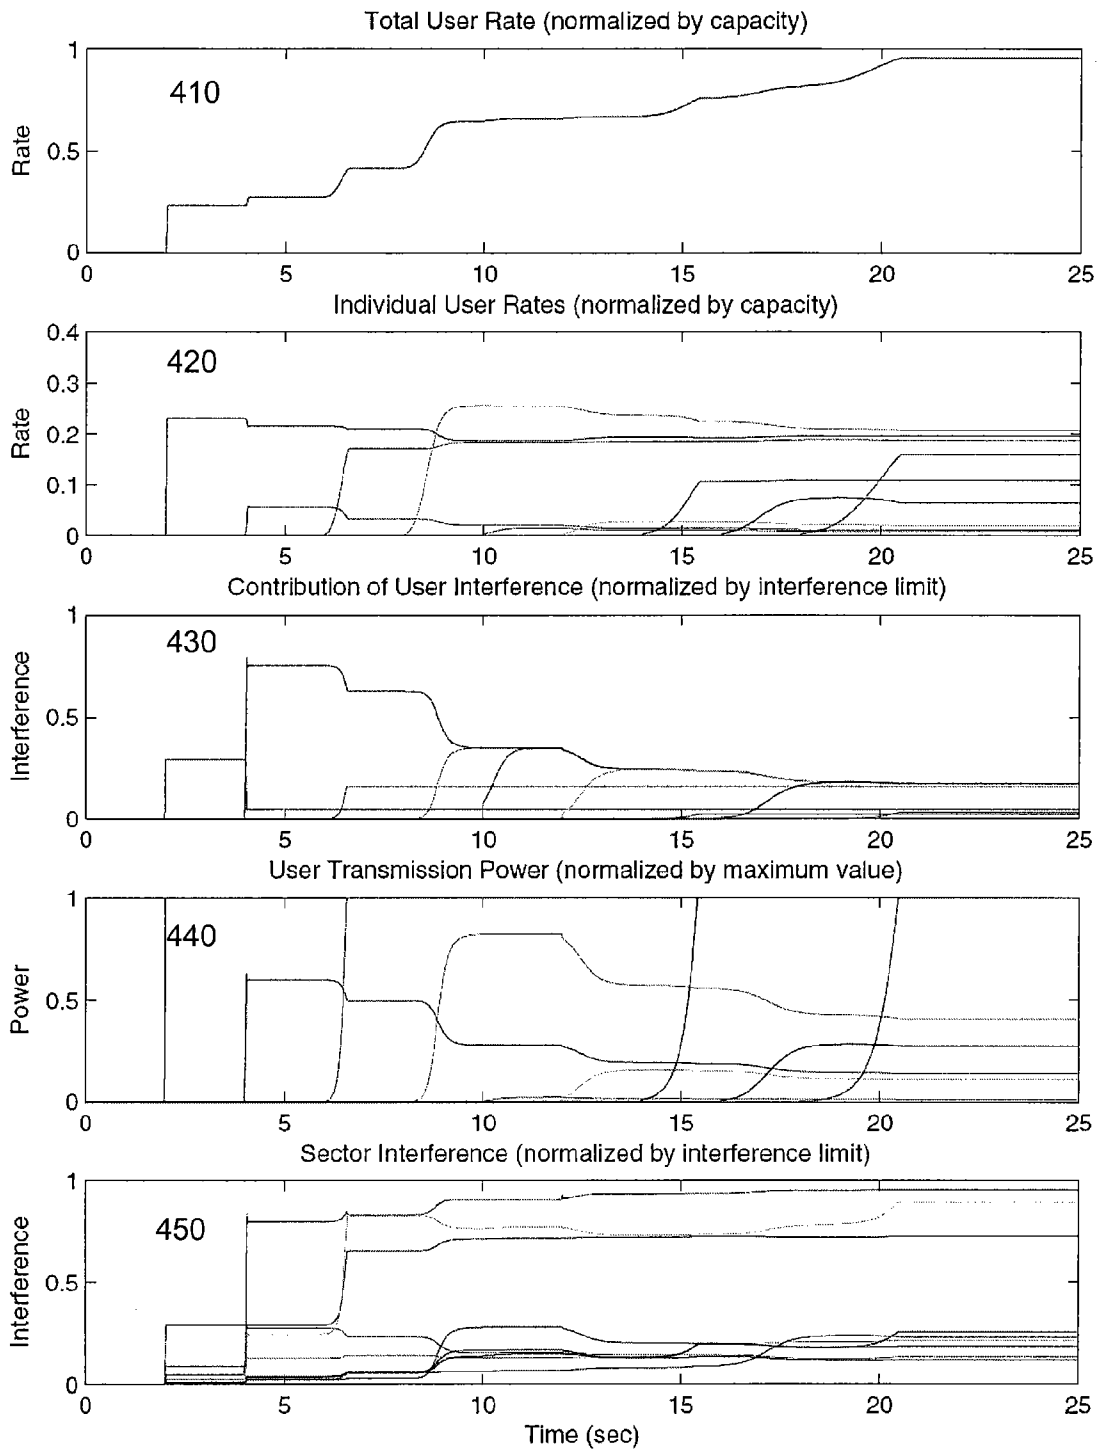 Total User Rate (normalized by capacity)
1
410
0.5
Rate
0
0 5 10 15 20 25
Individual User Rates (normalized by capacity)
0.4
420
0.3
0.2
Rate
0.1
0
0 5 10 15 20 25
Contribution of User Interference (normalized by interference limit)
1
430
0.5
Interference
0
0 5 10 15 20 25
User Transmission Power (normalized by maximum value)
1
440
0.5
Power
0
0 5 10 15 20 25
Sector Interference (normalized by interference limit)
1
450
0.5
Interference
0
0 5 10 15 20 25
Time (sec)